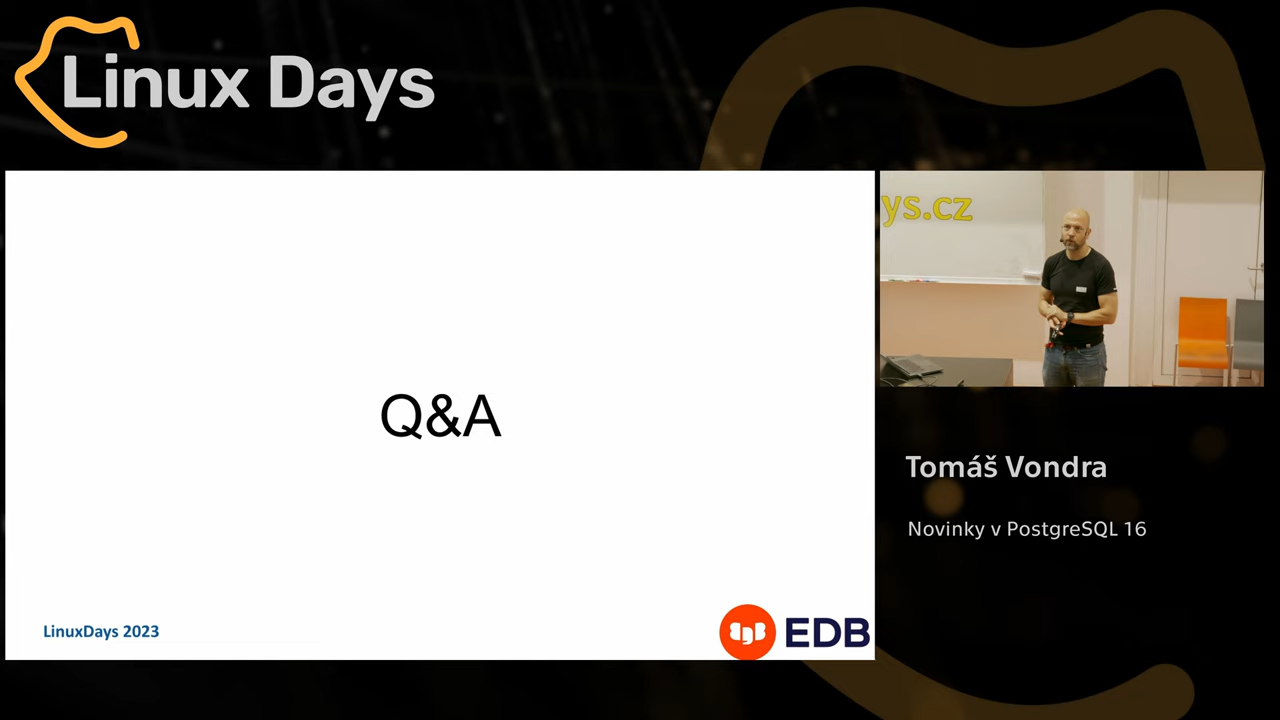 Linux Days
ys.cz
Q&A
Tomáš Vondra
Novinky v PostgreSQL 16
LinuxDays 2023
EDB